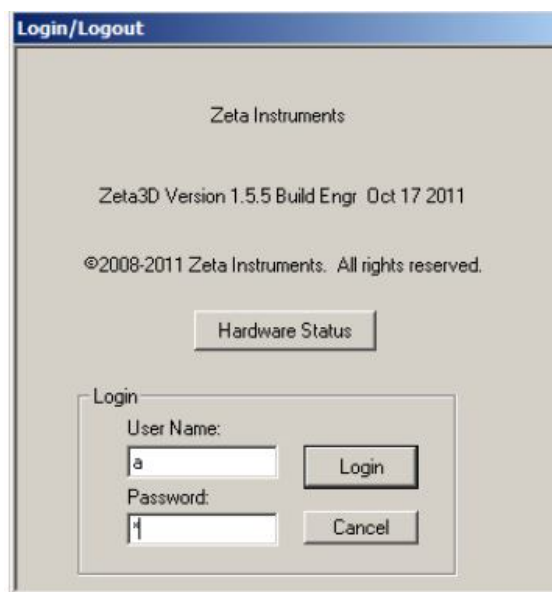 Login/Logout
Zeta Instruments
Zeta3D Version 1.5.5 Build Engr Oct 17 2011
©2008-2011 Zeta Instruments. All rights reserved.
Hardware Status
Login
User Name:
a
Login
Password:
*
Cancel